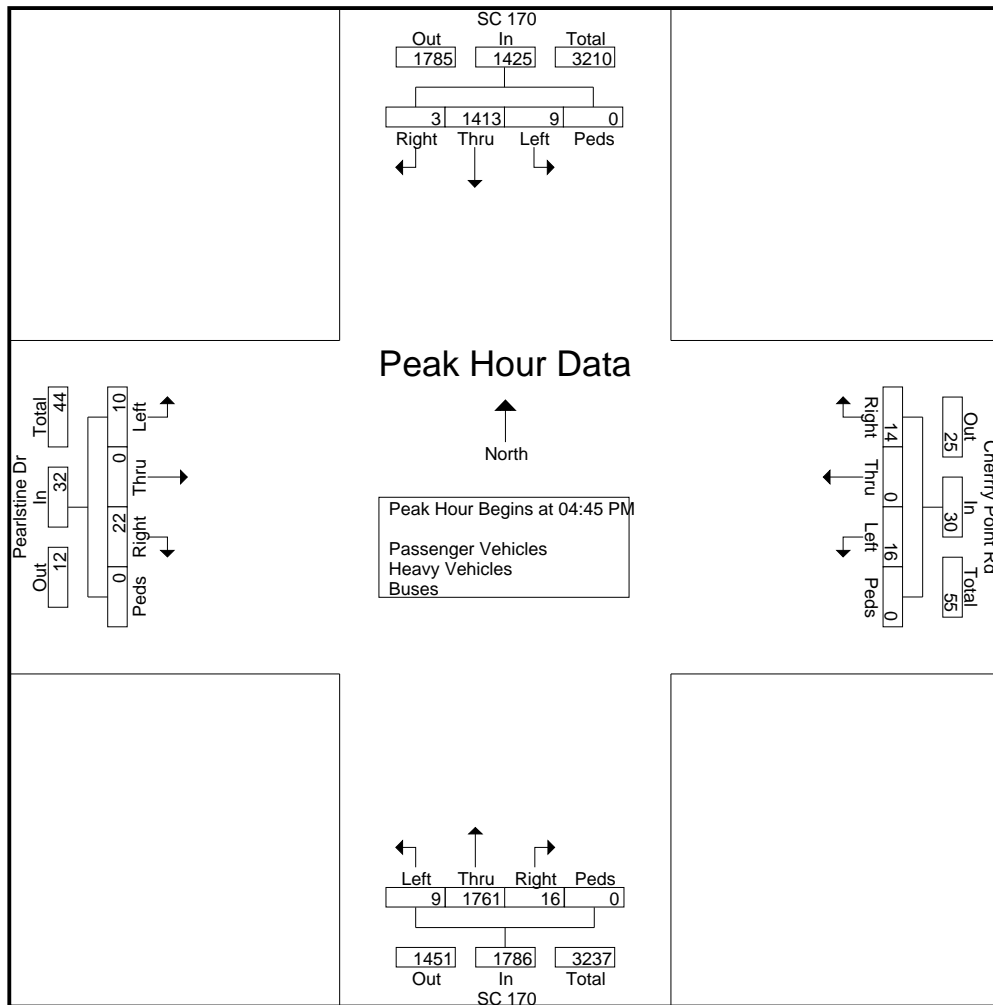 SC 170
Out In Total
1785 1425 3210
3 1413 9 0
Right Thru Left Peds
Peak Hour Data
North
Peak Hour Begins at 04:45 PM
Passenger Vehicles
Heavy Vehicles
Buses
Pearlstine Dr
Out In Total
12 32 44
0 22 0 10
Peds Right Thru Left
Cherrry Point Rd
Out In Total
25 30 55
14 0 16 0
Right Thru Left Peds
Left Thru Right Peds
9 1761 16 0
1451 1786 3237
Out In Total
SC 170